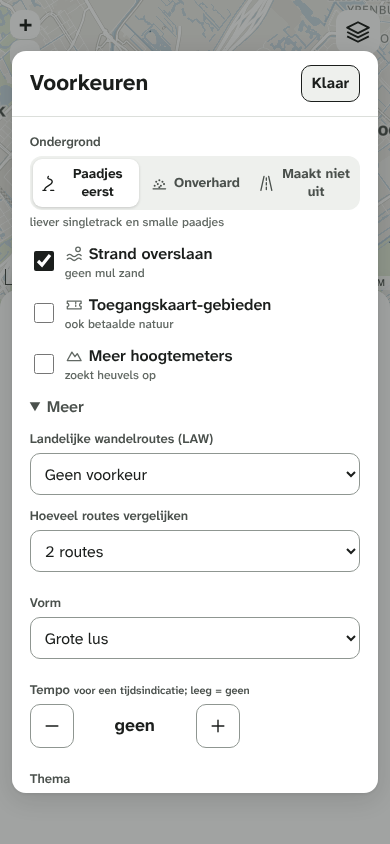 Voorkeuren
Klaar
Ondergrond
Paadjes
eerst
Onverhard
Maakt niet
uit
liever singletrack en smalle paadjes
Strand overslaan
geen mul zand
Toegangskaart-gebieden
ook betaalde natuur
Meer hoogtemeters
zoekt heuvels op
▼ Meer
Landelijke wandelroutes (LAW)
Geen voorkeur
Hoeveel routes vergelijken
2 routes
Vorm
Grote lus
Tempo voor een tijdsindicatie; leeg = geen
− geen +
Thema